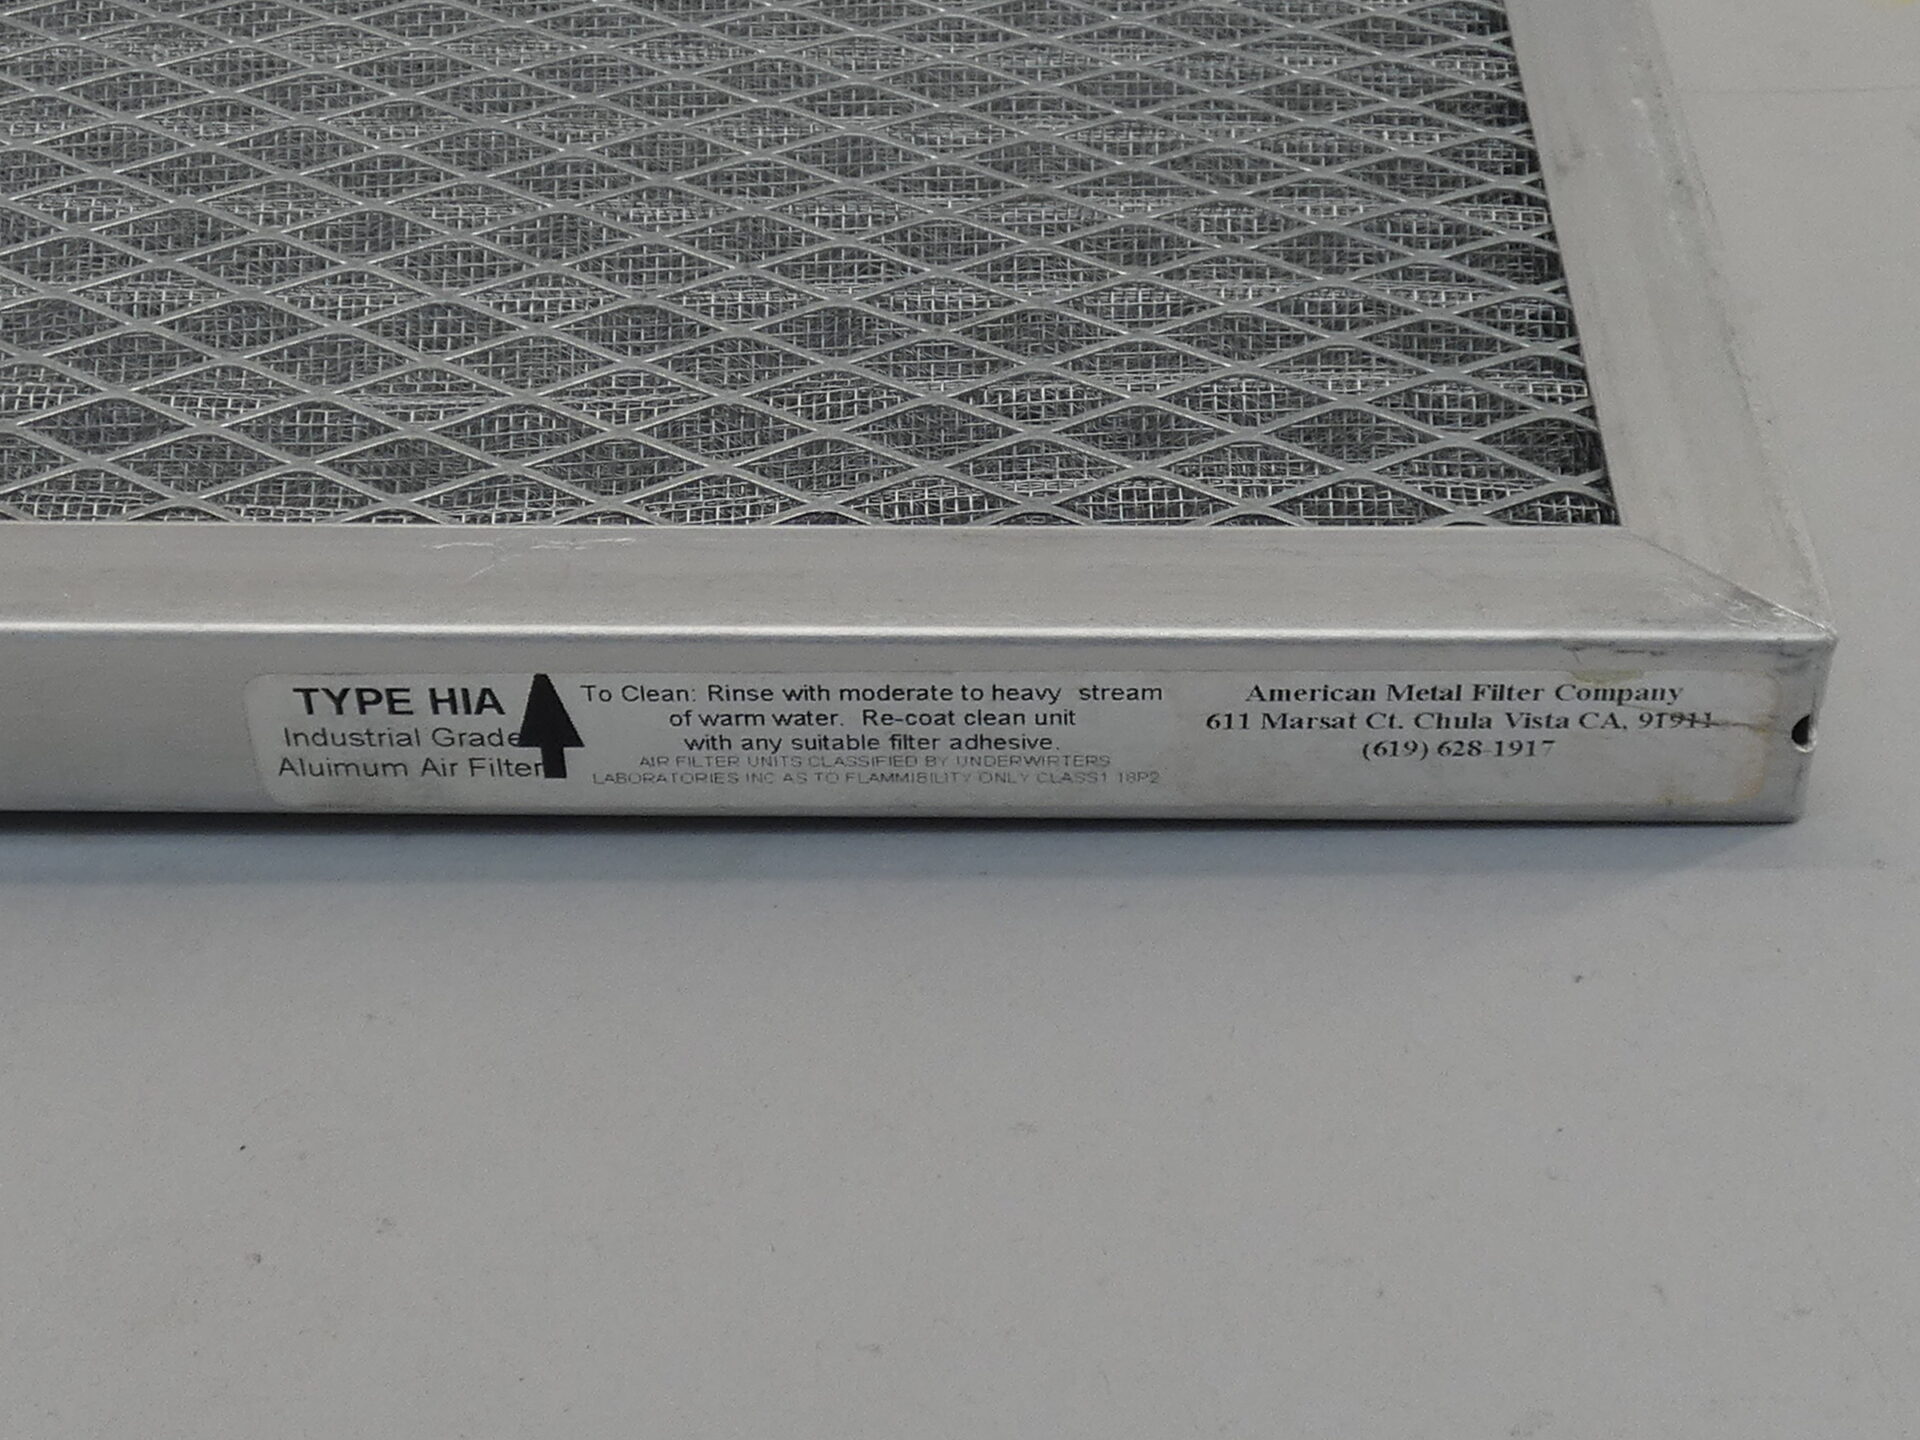 TYPE HIA
Industrial Grade
Aluimum Air Filter
To Clean: Rinse with moderate to heavy stream
of warm water. Re-coat clean unit
with any suitable filter adhesive.
AIR FILTER UNITS CLASSIFIED BY UNDERWIRTERS
LABORATORIES INC AS TO FLAMMIBILITY ONLY CLASS1 18P2
American Metal Filter Company
611 Marsat Ct. Chula Vista CA, 91911
(619) 628-1917